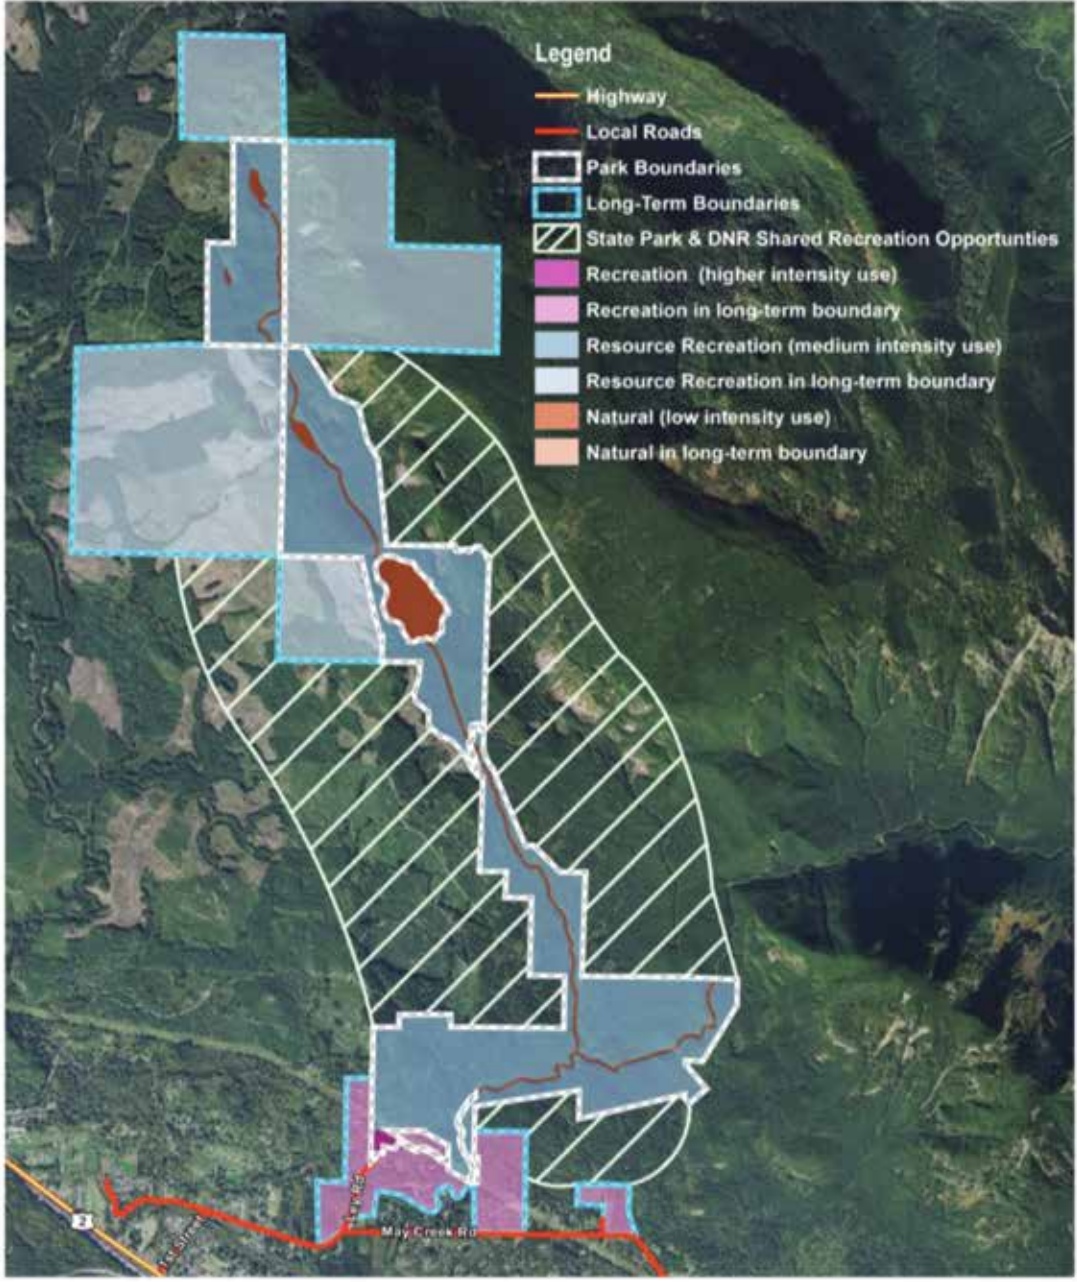 Legend
Highway
Local Roads
Park Boundaries
Long-Term Boundaries
State Park & DNR Shared Recreation Opportunties
Recreation (higher intensity use)
Recreation in long-term boundary
Resource Recreation (medium intensity use)
Resource Recreation in long-term boundary
Natural (low intensity use)
Natural in long-term boundary
2
1st Street
May Creek Rd